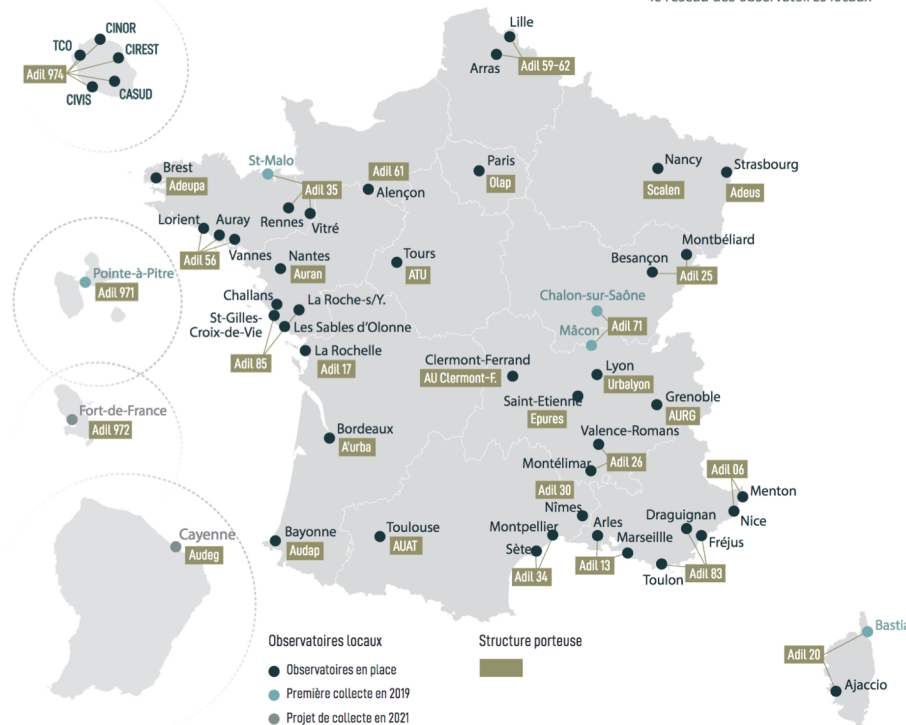 le réseau des observatoires locaux
CINOR
TCO
CIREST
Adil 974
CIVIS
CASUD
Lille
Arras
Adil 59-62
St-Malo
Brest
Adeupa
Adil 61
Alençon
Adil 35
Rennes
Vitré
Paris
Olap
Nancy
Scalen
Strasbourg
Adeus
Lorient
Auray
Vannes
Adil 56
Nantes
Auran
Tours
ATU
Montbéliard
Besançon
Adil 25
Pointe-à-Pitre
Adil 971
Challans
La Roche-s/Y.
St-Gilles-
Croix-de-Vie
Les Sables d'Olonne
Adil 85
La Rochelle
Adil 17
Chalon-sur-Saône
Adil 71
Mâcon
Clermont-Ferrand
AU Clermont-F.
Lyon
Urbalyon
Saint-Etienne
Epures
Grenoble
AURG
Fort-de-France
Adil 972
Bordeaux
A'urba
Valence-Romans
Montélimar
Adil 26
Adil 06
Menton
Nice
Adil 30
Nîmes
Cayenne
Audeg
Bayonne
Audap
Toulouse
AUAT
Montpellier
Sète
Adil 34
Arles
Marseillle
Adil 13
Draguignan
Fréjus
Adil 83
Toulon
Bastia
Adil 20
Ajaccio
Observatoires locaux
Observatoires en place
Première collecte en 2019
Projet de collecte en 2021
Structure porteuse